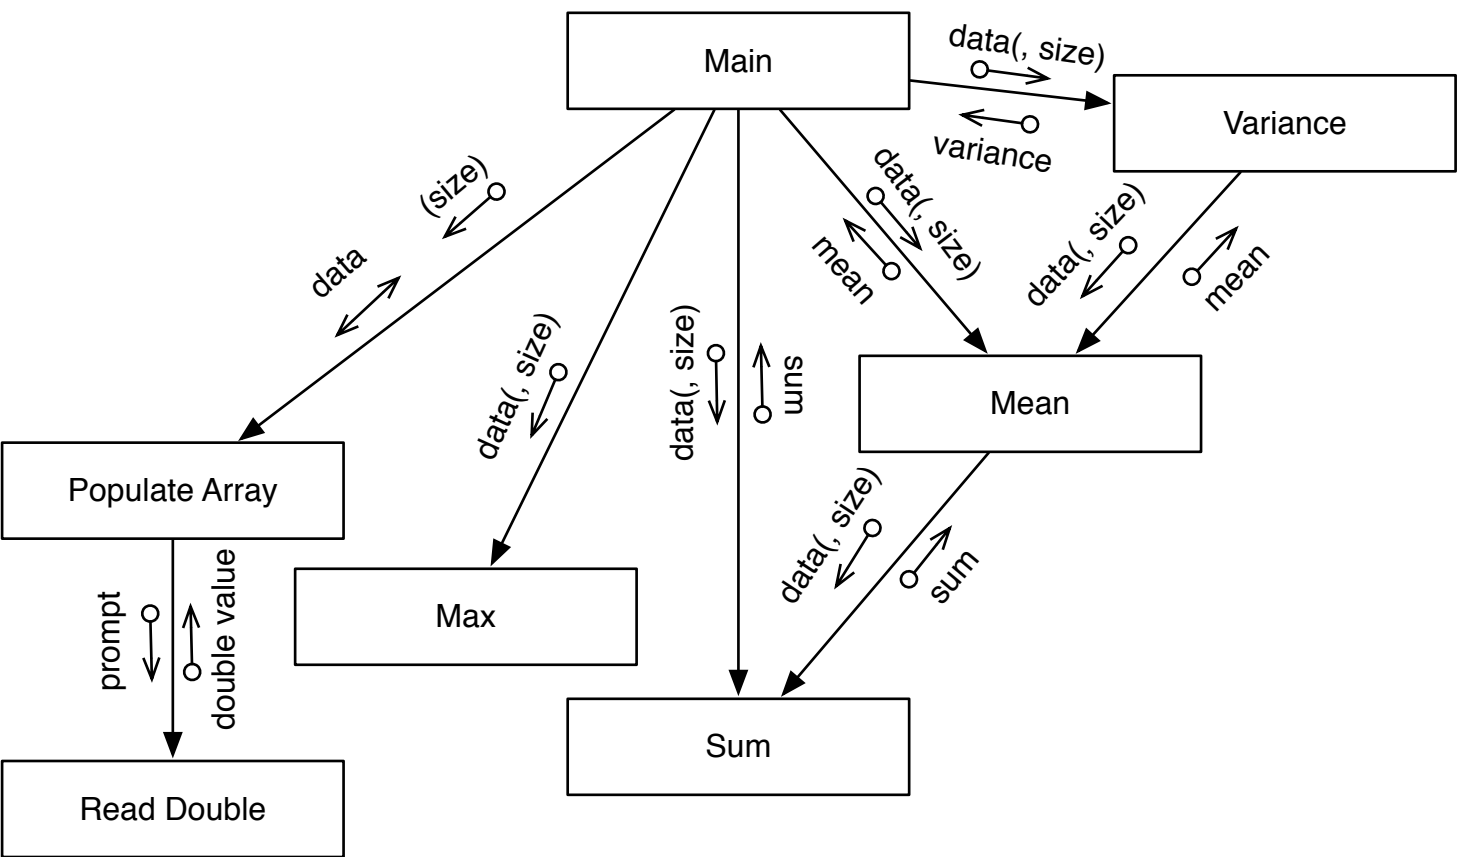 Main
data(, size)
Variance
variance
(size)
data
data(, size)
mean
data(, size)
mean
data(, size)
data(, size)
sum
Mean
Populate Array
data(, size)
sum
prompt
double value
Max
Sum
Read Double